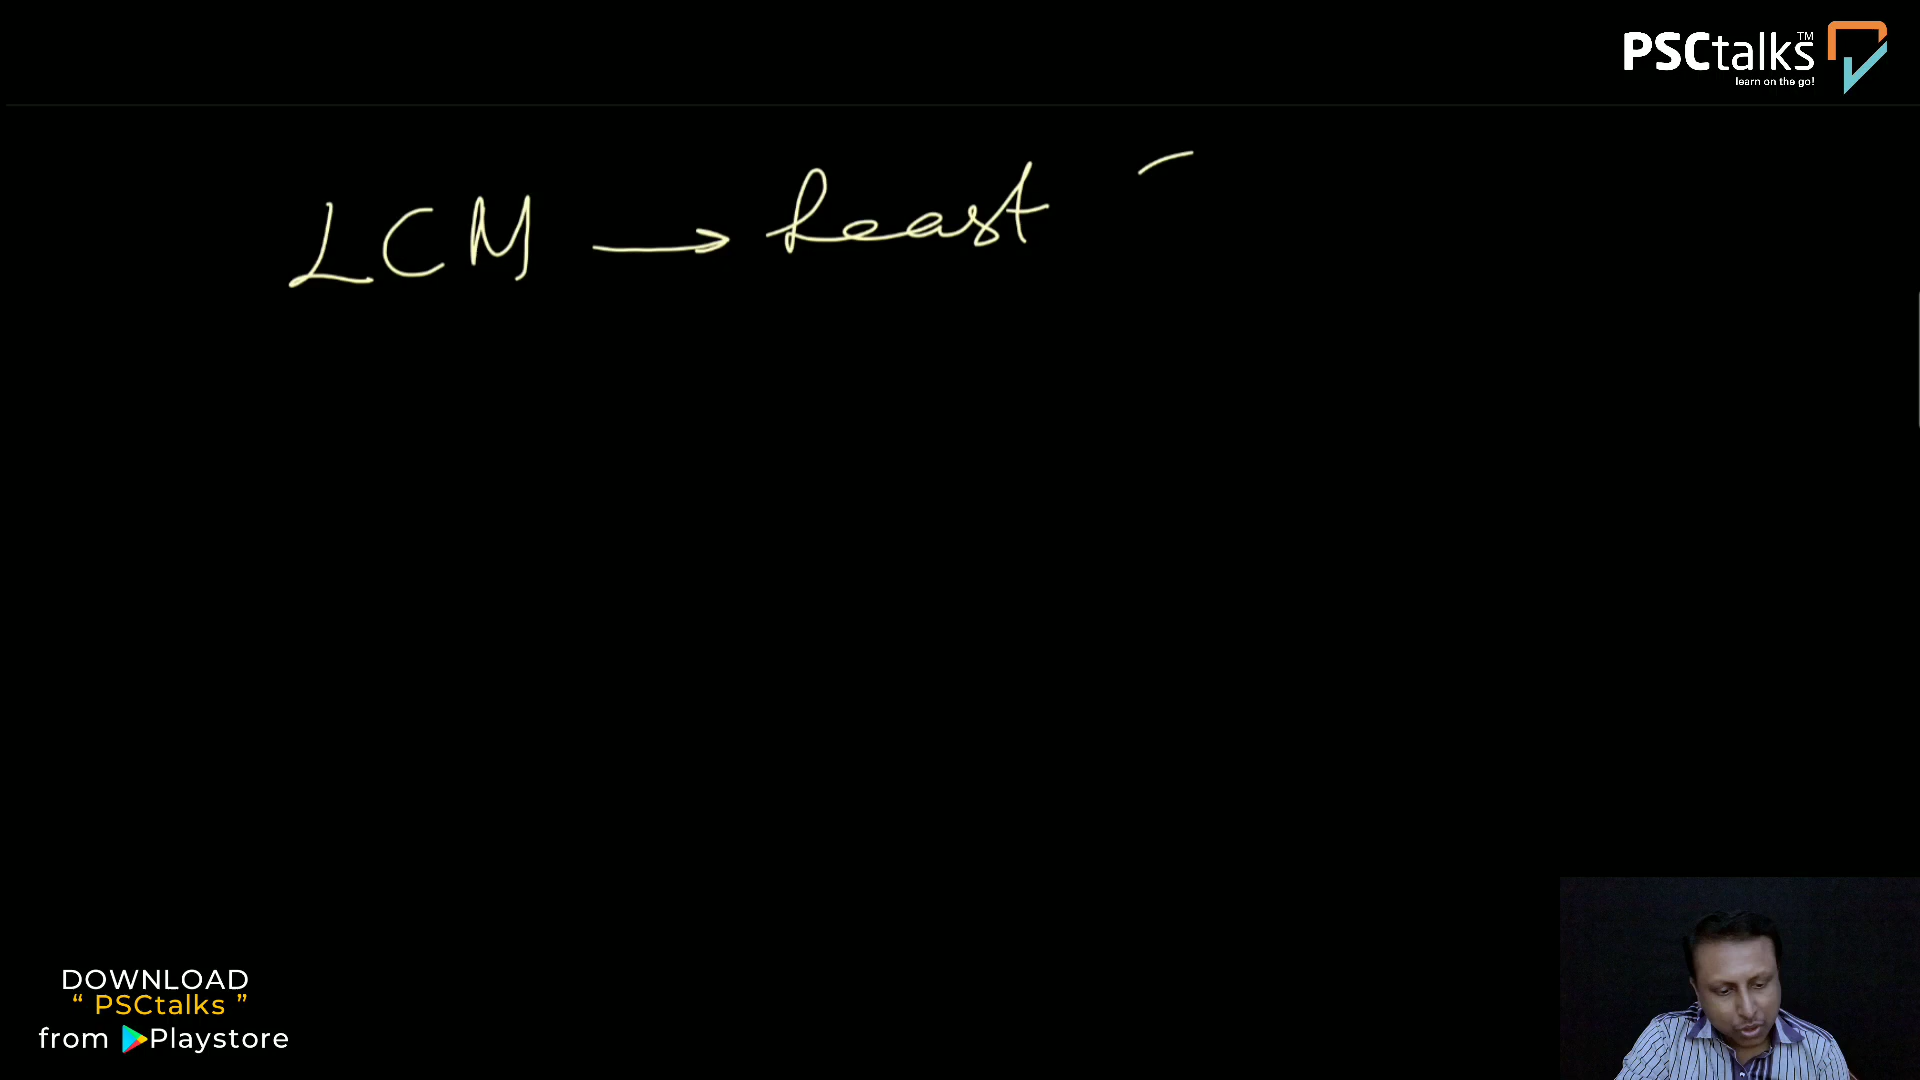 PSCtalks™
learn on the go!
LCM → Least
DOWNLOAD
“ PSCtalks ”
from Playstore